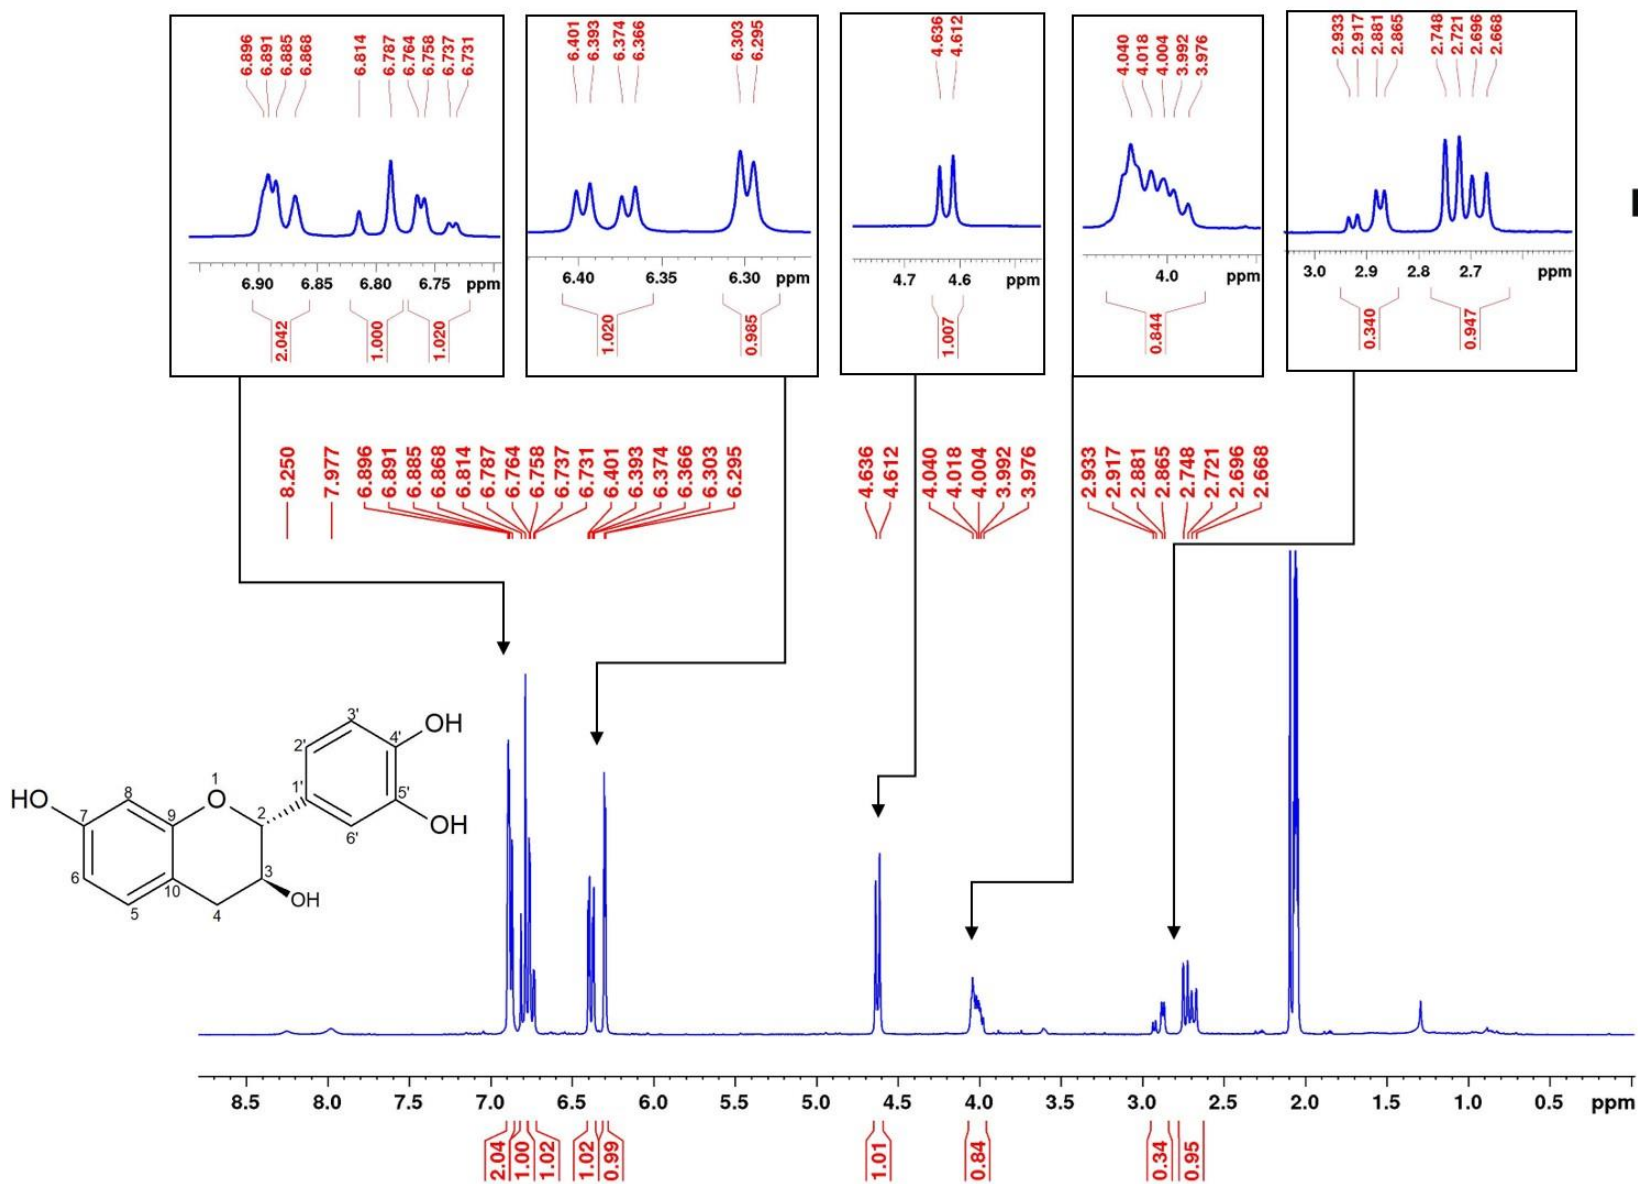 6.896 6.891 6.885 6.868 6.814 6.787 6.764 6.758 6.737 6.731
6.90 6.85 6.80 6.75 ppm
2.042 1.000 1.020
6.401 6.393 6.374 6.366 6.303 6.295
6.40 6.35 6.30 ppm
1.020 0.985
4.636 4.612
4.7 4.6 ppm
1.007
4.040 4.018 4.004 3.992 3.976
4.0 ppm
0.844
2.933 2.917 2.881 2.865 2.748 2.721 2.696 2.668
3.0 2.9 2.8 2.7 ppm
0.340 0.947
8.250 7.977 6.896 6.891 6.885 6.868 6.814 6.787 6.764 6.758 6.737 6.731 6.401 6.393 6.374 6.366 6.303 6.295 4.636 4.612 4.040 4.018 4.004 3.992 3.976 2.933 2.917 2.881 2.865 2.748 2.721 2.696 2.668
3' OH
2' 4'
HO 8 1 O 1' 5'
7 9 2 6' OH
6 10 3 OH
5 4
8.5 8.0 7.5 7.0 6.5 6.0 5.5 5.0 4.5 4.0 3.5 3.0 2.5 2.0 1.5 1.0 0.5 ppm
2.04 1.00 1.02 1.02 0.99 1.01 0.84 0.34 0.95